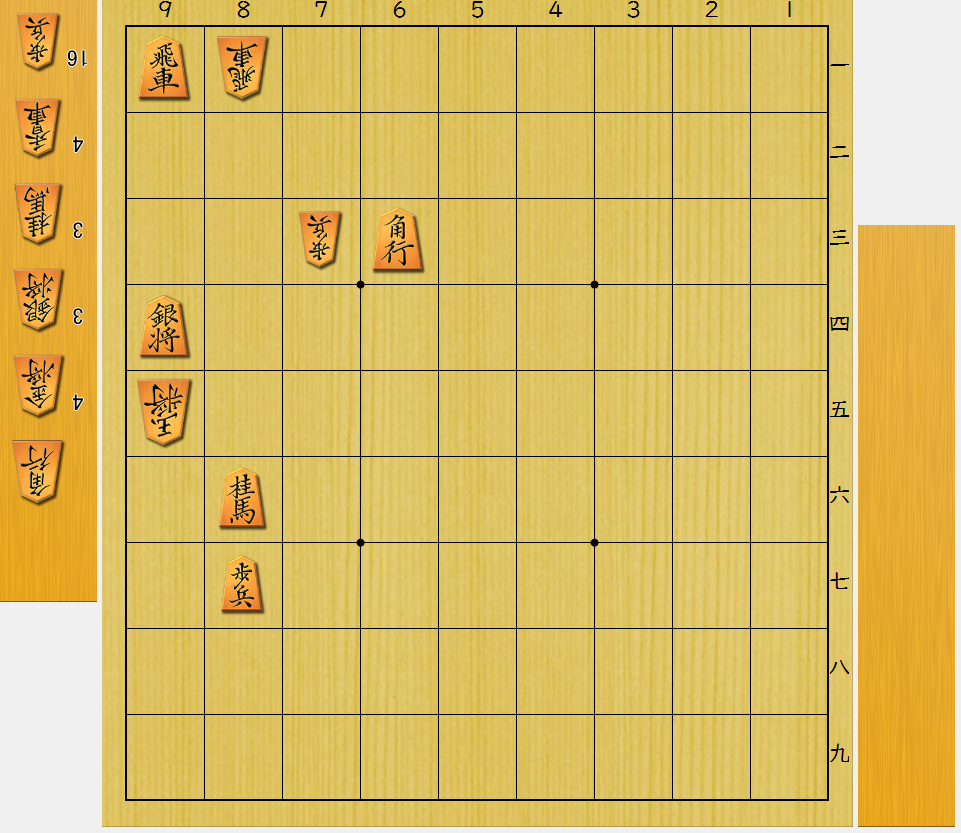 9 8 7 6 5 4 3 2 1
飛車 飛車 一
二
歩兵 角行 三
銀将 四
玉将 五
桂馬 六
歩兵 七
八
九
歩兵 16
香車 4
桂馬 3
銀将 3
金将 4
角行